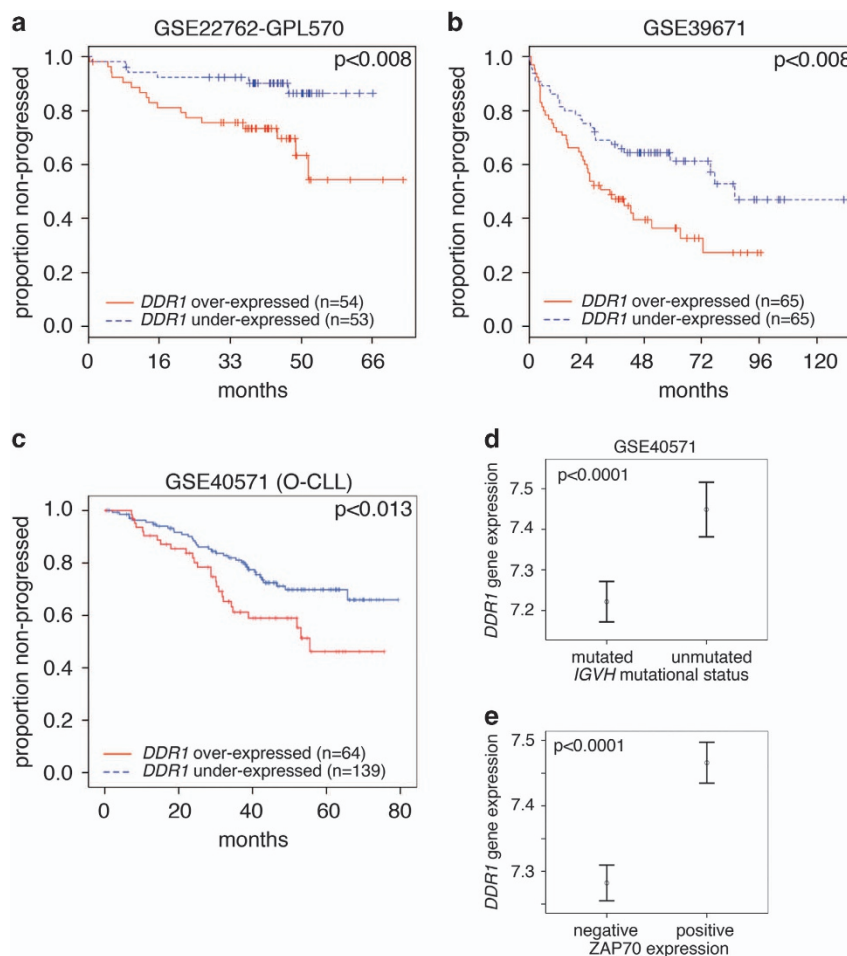 a
GSE22762-GPL570
p<0.008
proportion non-progressed
1.0
0.8
0.6
0.4
0.2
0.0
DDR1 over-expressed (n=54)
DDR1 under-expressed (n=53)
0 16 33 50 66
months
b
GSE39671
p<0.008
proportion non-progressed
1.0
0.8
0.6
0.4
0.2
0.0
DDR1 over-expressed (n=65)
DDR1 under-expressed (n=65)
0 24 48 72 96 120
months
c
GSE40571 (O-CLL)
p<0.013
proportion non-progressed
1.0
0.8
0.6
0.4
0.2
0.0
DDR1 over-expressed (n=64)
DDR1 under-expressed (n=139)
0 20 40 60 80
months
d
GSE40571
p<0.0001
DDR1 gene expression
7.5
7.4
7.3
7.2
mutated unmutated
IGVH mutational status
e
p<0.0001
DDR1 gene expression
7.5
7.4
7.3
negative positive
ZAP70 expression